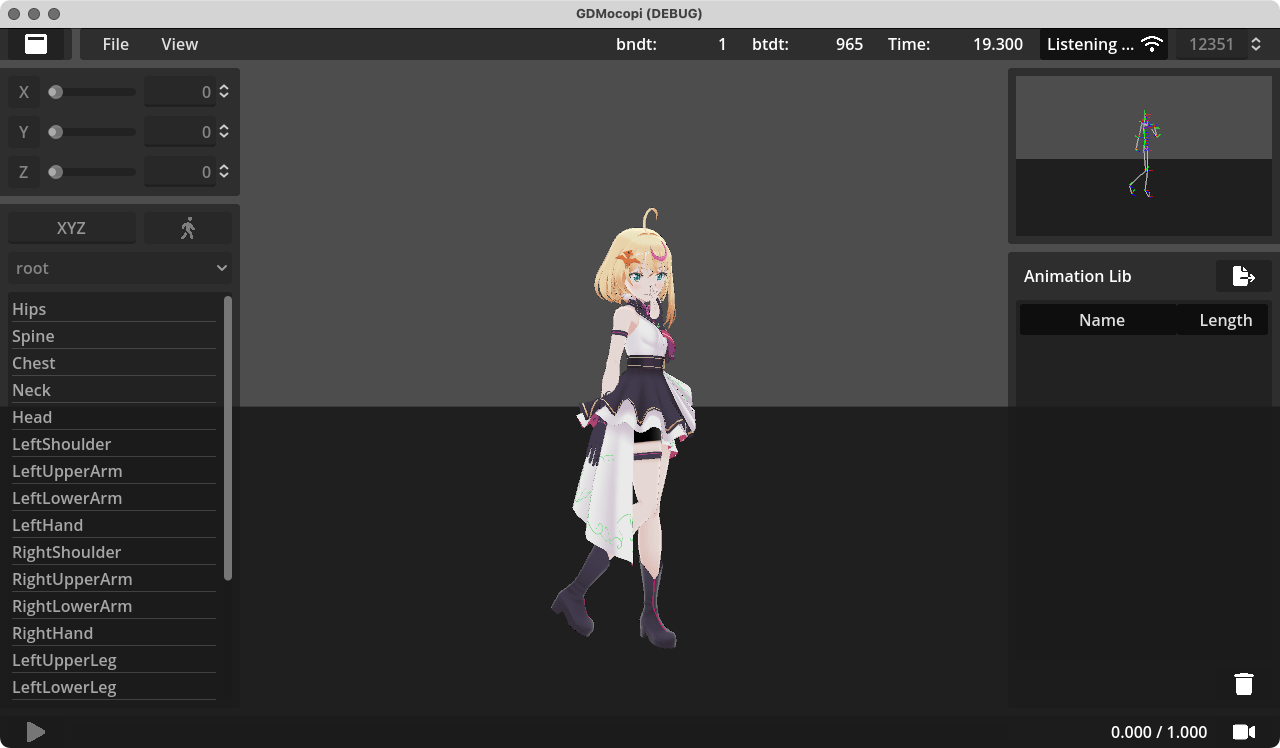 GDMocopi (DEBUG)
File View bndt: 1 btdt: 965 Time: 19.300 Listening ... 12351
X 0
Y 0
Z 0
XYZ
root
Hips
Spine
Chest
Neck
Head
LeftShoulder
LeftUpperArm
LeftLowerArm
LeftHand
RightShoulder
RightUpperArm
RightLowerArm
RightHand
LeftUpperLeg
LeftLowerLeg
Animation Lib
Name Length
0.000 / 1.000